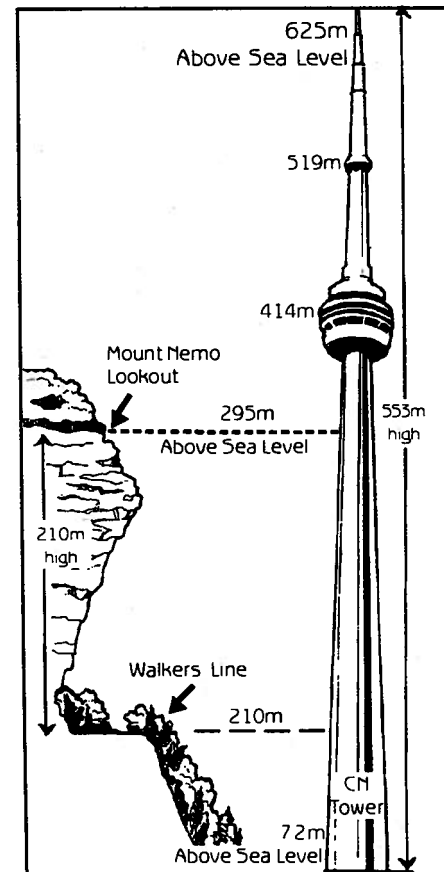 625m
Above Sea Level
519m
414m
Mount Nemo
Lookout
295m
Above Sea Level
553m
high
210m
high
Walkers Line
210m
CN
Tower
72m
Above Sea Level